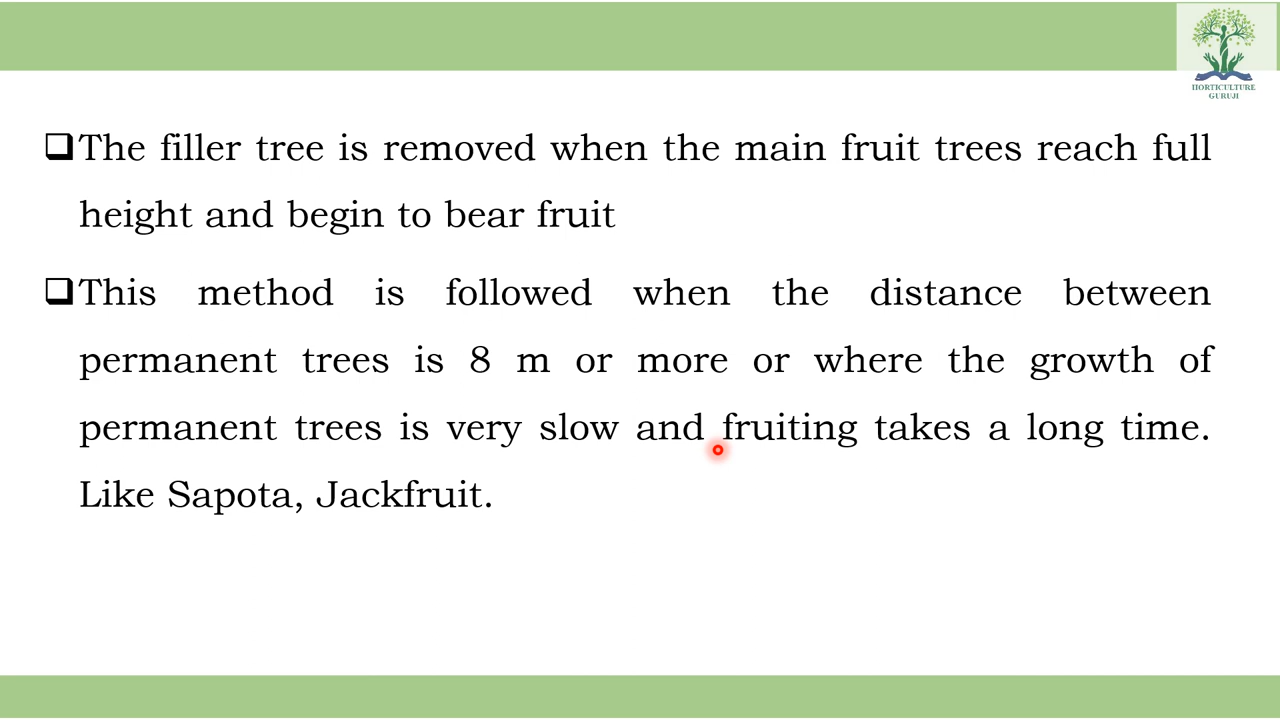 HORTICULTURE
GURUJI
The filler tree is removed when the main fruit trees reach full
height and begin to bear fruit
This method is followed when the distance between
permanent trees is 8 m or more or where the growth of
permanent trees is very slow and fruiting takes a long time.
Like Sapota, Jackfruit.